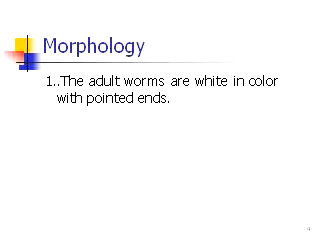 Morphology
1..The adult worms are white in color
with pointed ends.